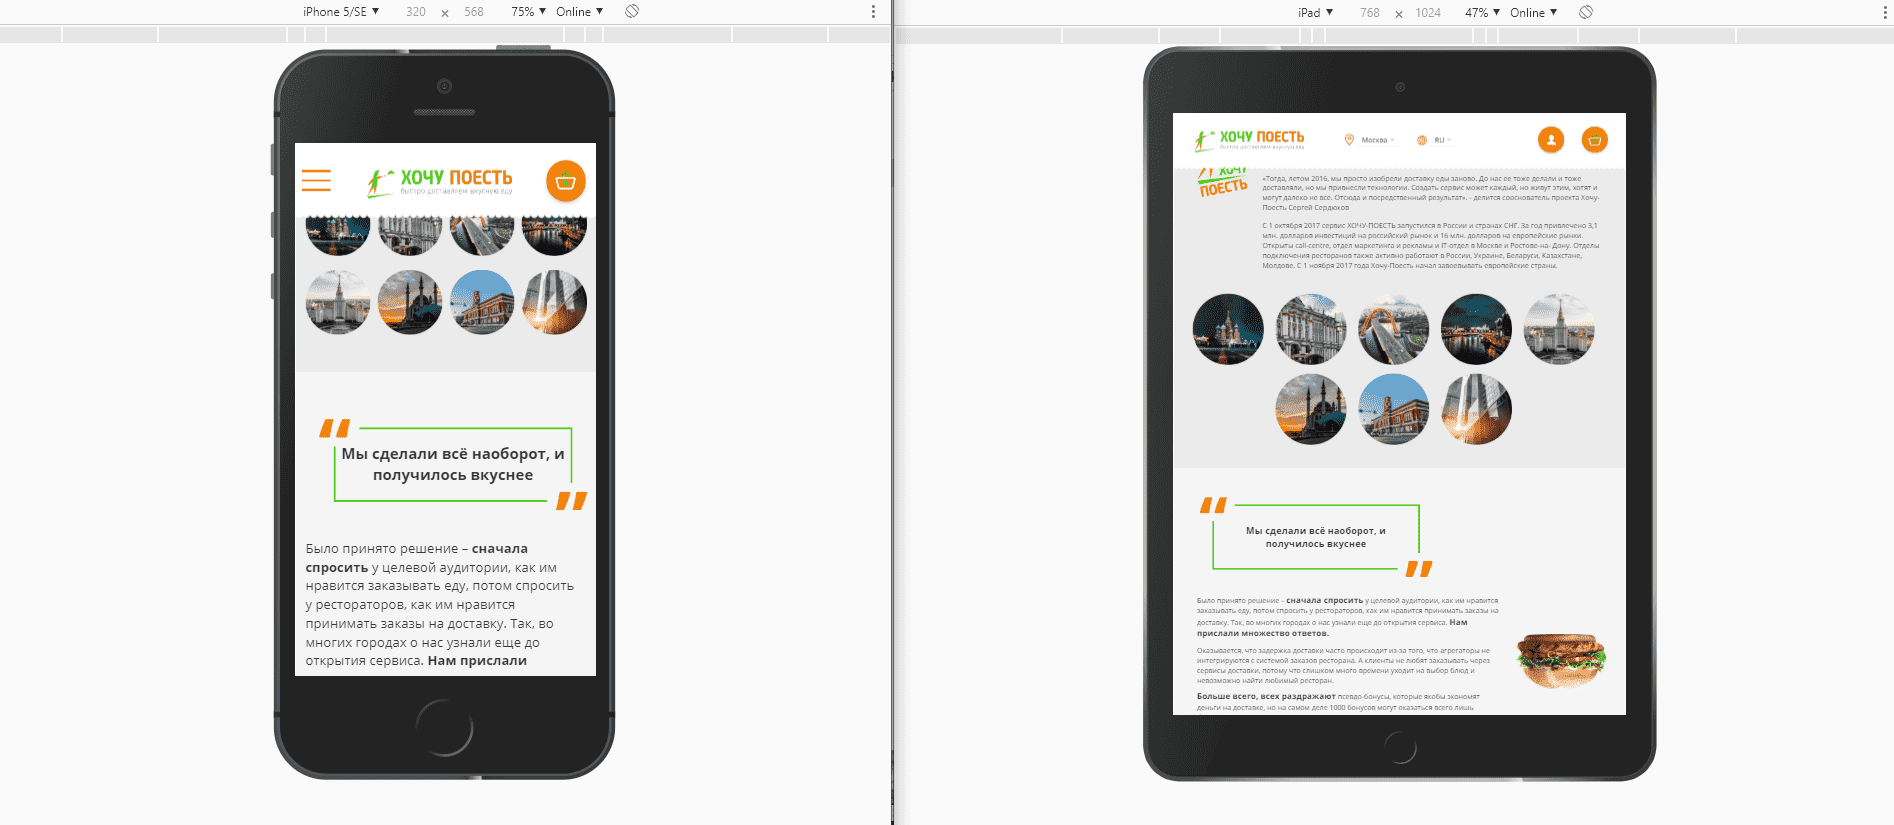 iPhone 5/SE ▼ 320 × 568 75% ▼ Online ▼
ХОЧУ ПОЕСТЬ
быстро доставляем вкусную еду
“
Мы сделали всё наоборот, и
получилось вкуснее
”
Было принято решение – сначала
спросить у целевой аудитории, как им
нравится заказывать еду, потом спросить
у рестораторов, как им нравится
принимать заказы на доставку. Так, во
многих городах о нас узнали еще до
открытия сервиса. Нам прислали
iPad ▼ 768 × 1024 47% ▼ Online ▼
ХОЧУ ПОЕСТЬ
быстро доставляем вкусную еду
Москва
RU
ХОЧУ
ПОЕСТЬ
«Тогда, летом 2016, мы просто изобрели доставку еды заново. До нас ее тоже делали и тоже
доставляли, но мы привнесли технологии. Создать сервис может каждый, но живут этим, хотят и
могут далеко не все. Отсюда и посредственный результат». - делится сооснователь проекта Хочу-
Поесть Сергей Сердюков
С 1 октября 2017 сервис ХОЧУ-ПОЕСТЬ запустился в России и странах СНГ. За год привлечено 3,1
млн. долларов инвестиций на российский рынок и 16 млн. долларов на европейские рынки.
Открыты call-centre, отдел маркетинга и рекламы и IT-отдел в Москве и Ростове-на- Дону. Отделы
подключения ресторанов также активно работают в России, Украине, Беларуси, Казахстане,
Молдове. С 1 ноября 2017 года Хочу-Поесть начал завоевывать европейские страны.
“
Мы сделали всё наоборот, и
получилось вкуснее
”
Было принято решение – сначала спросить у целевой аудитории, как им нравится
заказывать еду, потом спросить у рестораторов, как им нравится принимать заказы на
доставку. Так, во многих городах о нас узнали еще до открытия сервиса. Нам
прислали множество ответов.
Оказывается, что задержка доставки часто происходит из-за того, что агрегаторы не
интегрируются с системой заказов ресторана. А клиенты не любят заказывать через
сервисы доставки, потому что слишком много времени уходит на выбор блюд и
невозможно найти любимый ресторан.
Больше всего, всех раздражают псевдо-бонусы, которые якобы экономят
деньги на доставке, но на самом деле 1000 бонусов могут оказаться всего лишь